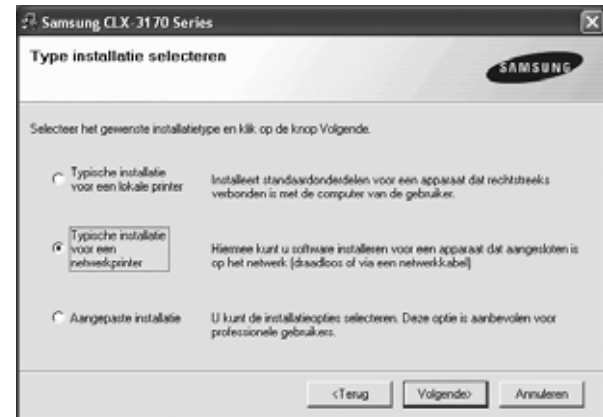 Samsung CLX-3170 Series
Type installatie selecteren
SAMSUNG
Selecteer het gewenste installatietype en klik op de knop Volgende.
Typische installatie
voor een lokale printer
Installeert standaardonderdelen voor een apparaat dat rechtstreeks
verbonden is met de computer van de gebruiker.
Typische installatie
voor een
netwerkprinter
Hiermee kunt u software installeren voor een apparaat dat aangesloten is
op het netwerk (draadloos of via een netwerkkabel)
Aangepaste installatie
U kunt de installatieopties selecteren. Deze optie is aanbevolen voor
professionele gebruikers.
<Terug
Volgende>
Annuleren